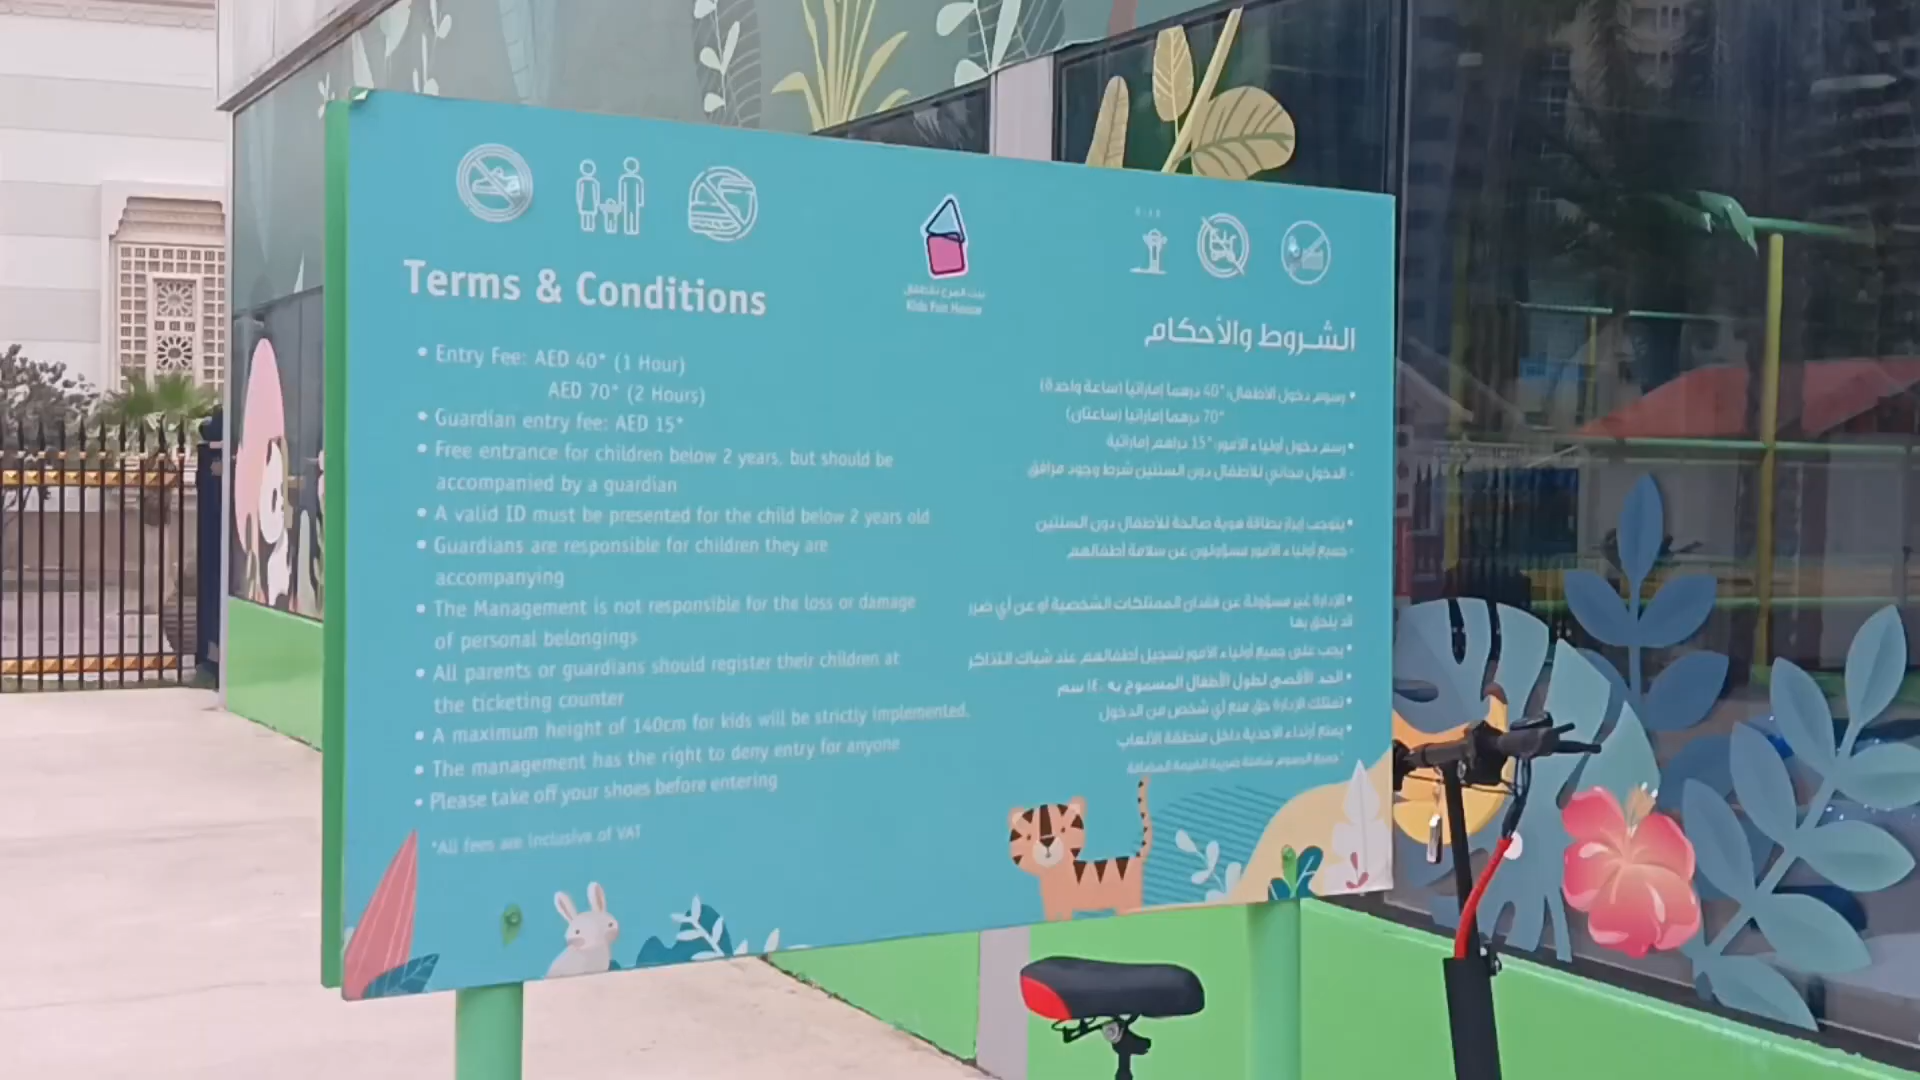 Terms & Conditions
• Entry Fee: AED 40* (1 Hour)
AED 70* (2 Hours)
• Guardian entry fee: AED 15*
• Free entrance for children below 2 years, but should be
accompanied by a guardian
• A valid ID must be presented for the child below 2 years old
• Guardians are responsible for children they are
accompanying
• The Management is not responsible for the loss or damage
of personal belongings
• All parents or guardians should register their children at
the ticketing counter
• A maximum height of 140cm for kids will be strictly implemented.
• The management has the right to deny entry for anyone
• Please take off your shoes before entering
*All fees are inclusive of VAT
بيت المرح للأطفال
Kids Fun House
الشروط والأحكام
• رسوم دخول الأطفال: *40 درهما إماراتيا (ساعة واحدة)
*70 درهما إماراتيا (ساعتان)
• رسم دخول أولياء الأمور: *15 دراهم إماراتية
• الدخول مجاني للأطفال دون السنتين شرط وجود مرافق
• يتوجب إبراز بطاقة هوية صالحة للأطفال دون السنتين
• جميع أولياء الأمور مسؤولون عن سلامة أطفالهم
• الإدارة غير مسؤولة عن فقدان الممتلكات الشخصية او عن أي ضرر
قد يلحق بها
• يجب على جميع أولياء الأمور تسجيل أطفالهم عند شباك التذاكر
• الحد الأقصى لطول الأطفال المسموح به ١٤٠ سم
• تمتلك الإدارة حق منع أي شخص من الدخول
• يمنع ارتداء الاحذية داخل منطقة الألعاب
*جميع الرسوم شاملة ضريبة القيمة المضافة